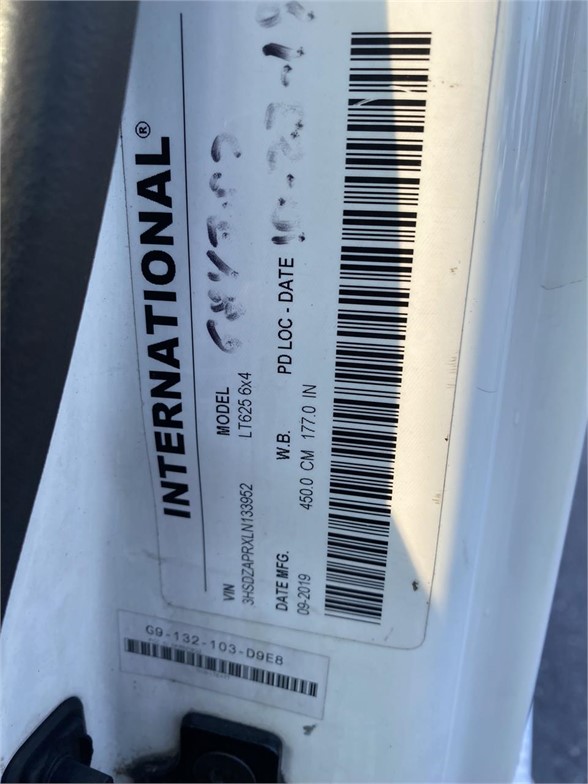 INTERNATIONAL®
VIN MODEL
3HSDZAPRXLN133952 LT625 6x4
DATE MFG. W.B. PD LOC - DATE
09-2019 450.0 CM 177.0 IN
G9-132-103-D9E8